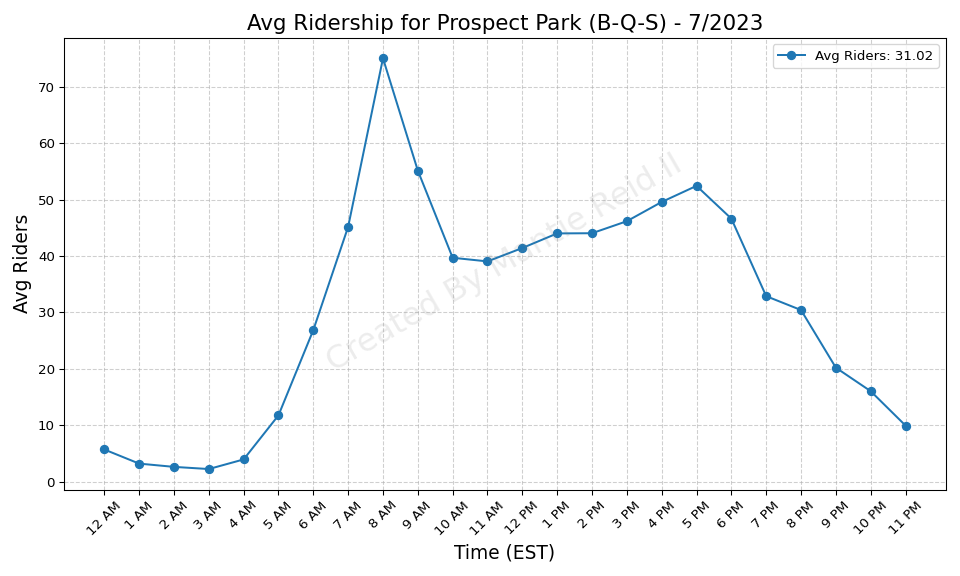 Avg Ridership for Prospect Park (B-Q-S) - 7/2023
Avg Riders: 31.02
Avg Riders
70
60
50
40
30
20
10
0
Created By Mantie Reid II
12 AM
1 AM
2 AM
3 AM
4 AM
5 AM
6 AM
7 AM
8 AM
9 AM
10 AM
11 AM
12 PM
1 PM
2 PM
3 PM
4 PM
5 PM
6 PM
7 PM
8 PM
9 PM
10 PM
11 PM
Time (EST)